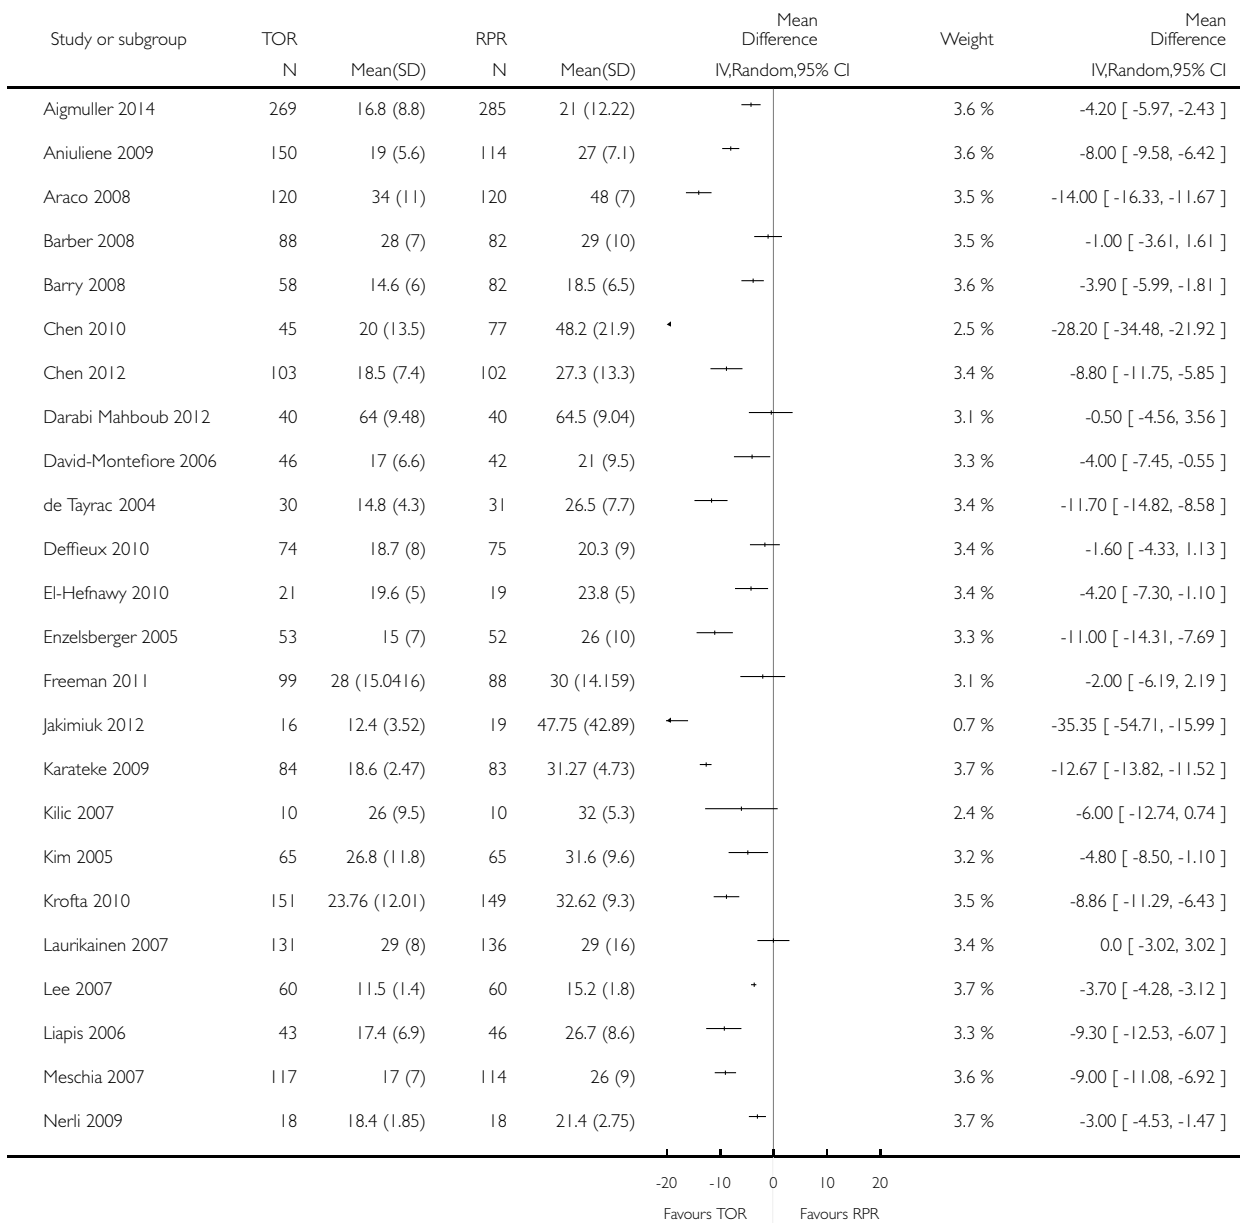 Mean Mean
Study or subgroup TOR RPR Difference Weight Difference
N Mean(SD) N Mean(SD) IV,Random,95% CI IV,Random,95% CI
Aigmuller 2014 269 16.8 (8.8) 285 21 (12.22) 3.6 % -4.20 [ -5.97, -2.43 ]
Aniuliene 2009 150 19 (5.6) 114 27 (7.1) 3.6 % -8.00 [ -9.58, -6.42 ]
Araco 2008 120 34 (11) 120 48 (7) 3.5 % -14.00 [ -16.33, -11.67 ]
Barber 2008 88 28 (7) 82 29 (10) 3.5 % -1.00 [ -3.61, 1.61 ]
Barry 2008 58 14.6 (6) 82 18.5 (6.5) 3.6 % -3.90 [ -5.99, -1.81 ]
Chen 2010 45 20 (13.5) 77 48.2 (21.9) 2.5 % -28.20 [ -34.48, -21.92 ]
Chen 2012 103 18.5 (7.4) 102 27.3 (13.3) 3.4 % -8.80 [ -11.75, -5.85 ]
Darabi Mahboub 2012 40 64 (9.48) 40 64.5 (9.04) 3.1 % -0.50 [ -4.56, 3.56 ]
David-Montefiore 2006 46 17 (6.6) 42 21 (9.5) 3.3 % -4.00 [ -7.45, -0.55 ]
de Tayrac 2004 30 14.8 (4.3) 31 26.5 (7.7) 3.4 % -11.70 [ -14.82, -8.58 ]
Deffieux 2010 74 18.7 (8) 75 20.3 (9) 3.4 % -1.60 [ -4.33, 1.13 ]
El-Hefnawy 2010 21 19.6 (5) 19 23.8 (5) 3.4 % -4.20 [ -7.30, -1.10 ]
Enzelsberger 2005 53 15 (7) 52 26 (10) 3.3 % -11.00 [ -14.31, -7.69 ]
Freeman 2011 99 28 (15.0416) 88 30 (14.159) 3.1 % -2.00 [ -6.19, 2.19 ]
Jakimiuk 2012 16 12.4 (3.52) 19 47.75 (42.89) 0.7 % -35.35 [ -54.71, -15.99 ]
Karateke 2009 84 18.6 (2.47) 83 31.27 (4.73) 3.7 % -12.67 [ -13.82, -11.52 ]
Kilic 2007 10 26 (9.5) 10 32 (5.3) 2.4 % -6.00 [ -12.74, 0.74 ]
Kim 2005 65 26.8 (11.8) 65 31.6 (9.6) 3.2 % -4.80 [ -8.50, -1.10 ]
Krofta 2010 151 23.76 (12.01) 149 32.62 (9.3) 3.5 % -8.86 [ -11.29, -6.43 ]
Laurikainen 2007 131 29 (8) 136 29 (16) 3.4 % 0.0 [ -3.02, 3.02 ]
Lee 2007 60 11.5 (1.4) 60 15.2 (1.8) 3.7 % -3.70 [ -4.28, -3.12 ]
Liapis 2006 43 17.4 (6.9) 46 26.7 (8.6) 3.3 % -9.30 [ -12.53, -6.07 ]
Meschia 2007 117 17 (7) 114 26 (9) 3.6 % -9.00 [ -11.08, -6.92 ]
Nerli 2009 18 18.4 (1.85) 18 21.4 (2.75) 3.7 % -3.00 [ -4.53, -1.47 ]
-20 -10 0 10 20
Favours TOR Favours RPR